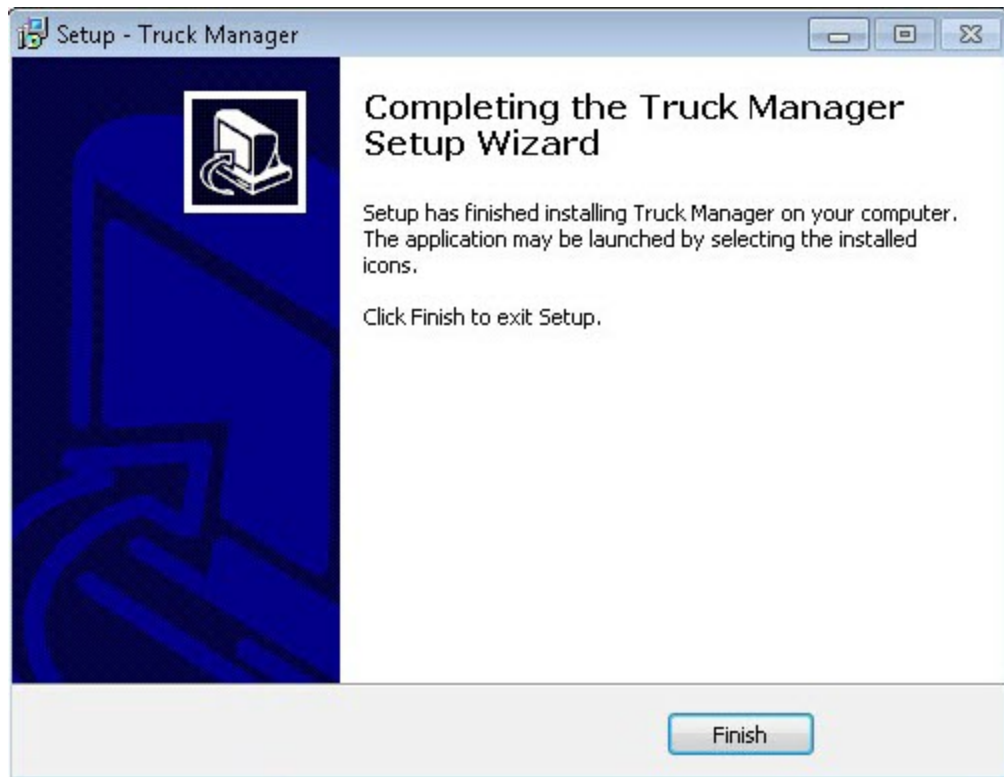 Setup - Truck Manager
Completing the Truck Manager
Setup Wizard
Setup has finished installing Truck Manager on your computer.
The application may be launched by selecting the installed
icons.
Click Finish to exit Setup.
Finish